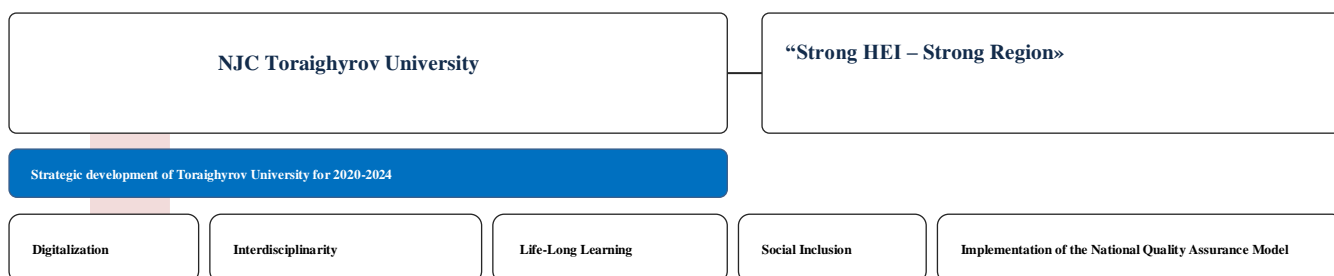 NJC Toraighyrov University
“Strong HEI – Strong Region»
Strategic development of Toraighyrov University for 2020-2024
Digitalization
Interdisciplinarity
Life-Long Learning
Social Inclusion
Implementation of the National Quality Assurance Model